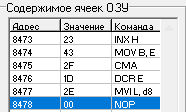 Содержимое ячеек ОЗУ
Адрес Значение Команда
8473 23 INX H
8474 43 MOV B, E
8475 2F CMA
8476 1D DCR E
8477 2E MVI L, d8
8478 00 NOP